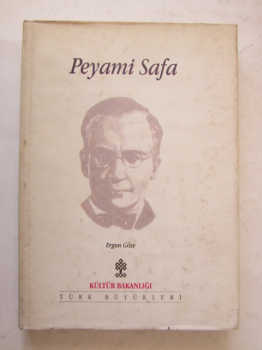 Peyami Safa
Ergun Göze
KÜLTÜR BAKANLIĞI
TÜRK BÜYÜKLERİ